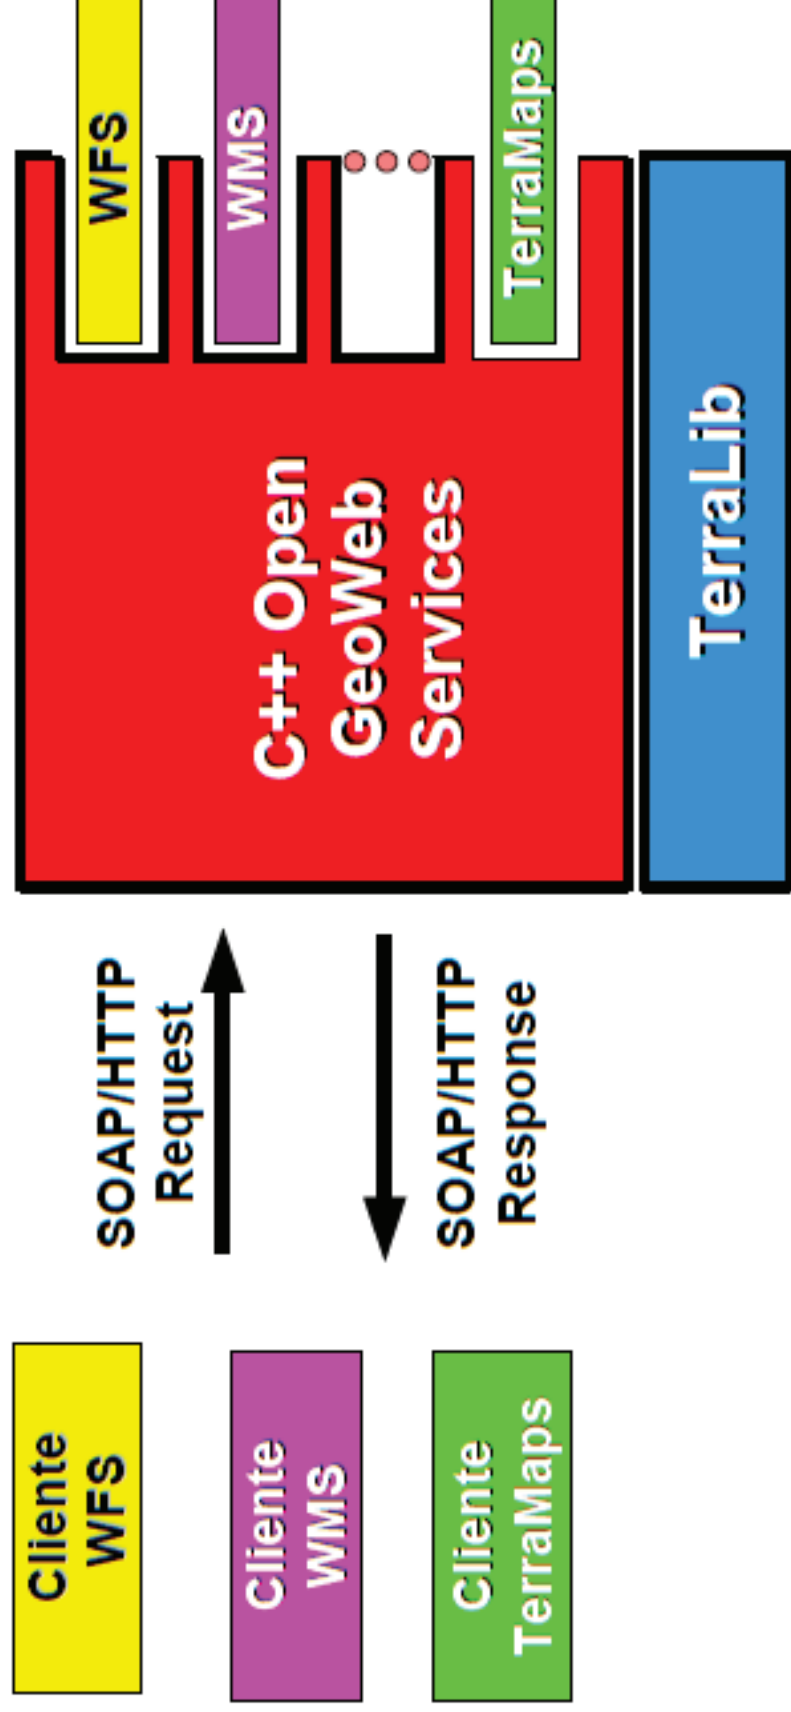 Cliente
WFS
Cliente
WMS
Cliente
TerraMaps
SOAP/HTTP
Request
SOAP/HTTP
Response
C++ Open
GeoWeb
Services
WFS
WMS
TerraMaps
TerraLib